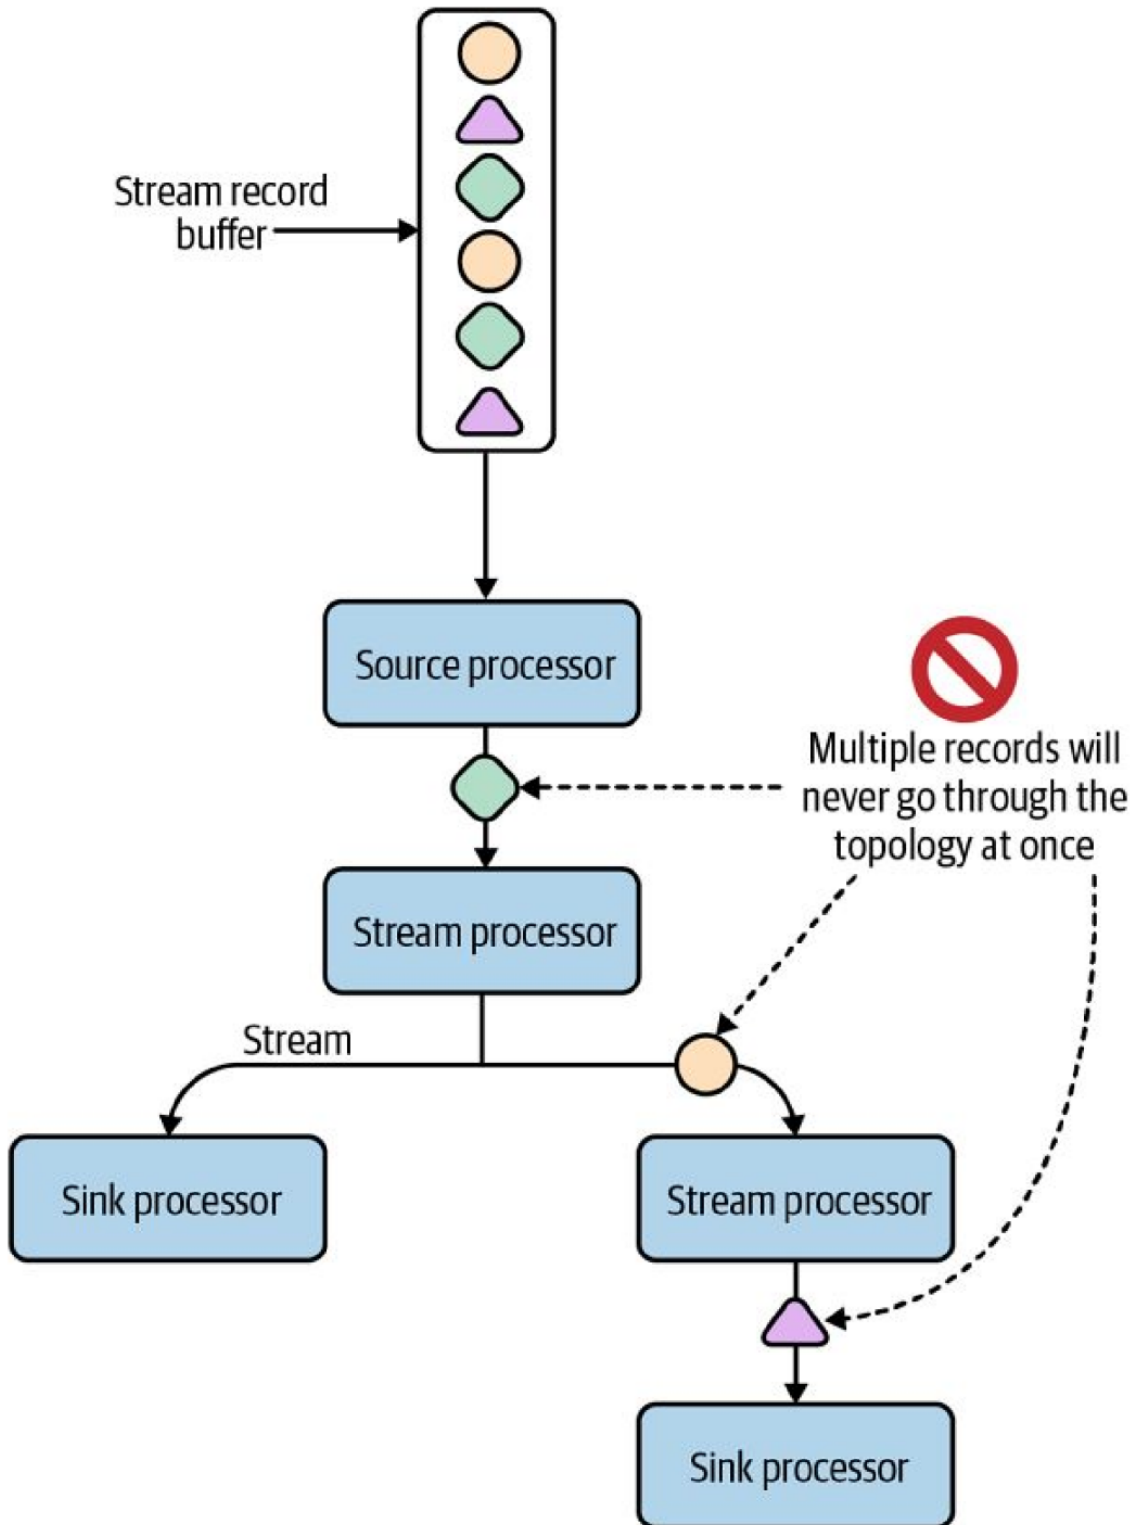 Stream record
buffer
Source processor
Multiple records will
never go through the
topology at once
Stream processor
Stream
Sink processor
Stream processor
Sink processor